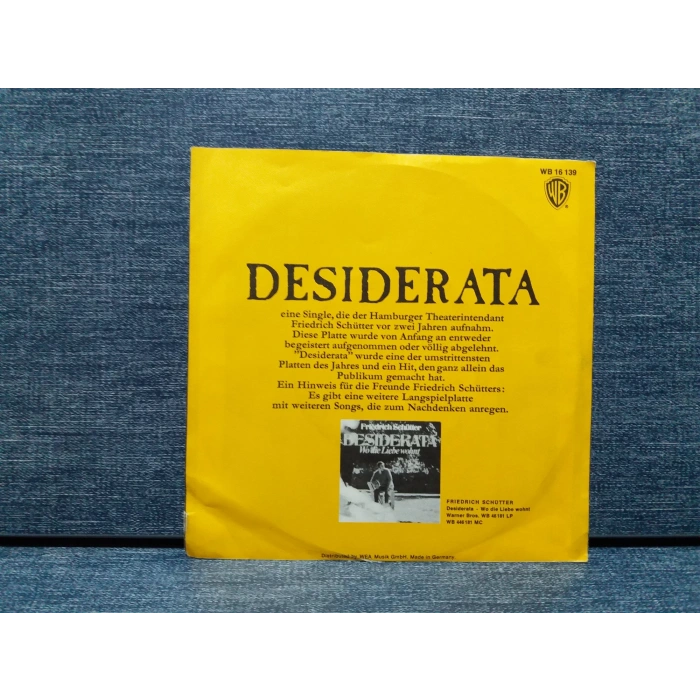 WB 16 139
WB
DESIDERATA
eine Single, die der Hamburger Theaterintendant
Friedrich Schütter vor zwei Jahren aufnahm.
Diese Platte wurde von Anfang an entweder
begeistert aufgenommen oder völlig abgelehnt.
"Desiderata" wurde eine der umstrittensten
Platten des Jahres und ein Hit, den ganz allein das
Publikum gemacht hat.
Ein Hinweis für die Freunde Friedrich Schütters:
Es gibt eine weitere Langspielplatte
mit weiteren Songs, die zum Nachdenken anregen.
Friedrich Schütter
DESIDERATA
Wo die Liebe wohnt
FRIEDRICH SCHÜTTER
Desiderata - Wo die Liebe wohnt
Warner Bros. WB 46 191 LP
WB 446 191 MC
Distributed by WEA Musik GmbH, Made in Germany